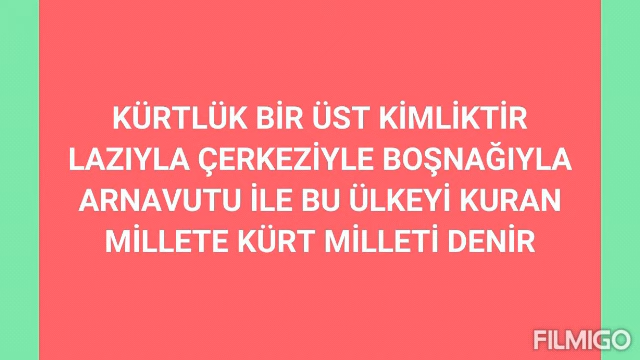 KÜRTLÜK BİR ÜST KİMLİKTİR
LAZIYLA ÇERKEZİYLE BOŞNAĞIYLA
ARNAVUTU İLE BU ÜLKEYİ KURAN
MİLLETE KÜRT MİLLETİ DENİR
FILMIGO